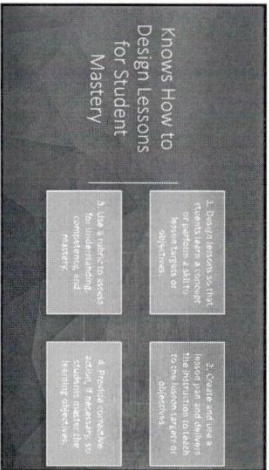 Knows How to
Design Lessons
for Student
Mastery
1. Design lessons so that
students learn a concept
or perform a skill:
lesson targets or
objectives.
2. Create and use a
lesson plan and delivers
the instruction to teach
to the lesson targets or
objectives.
3. Use a rubric to assess
for understanding,
competency, and
mastery.
4. Provide corrective
action, if necessary, so
students master the
learning objectives.